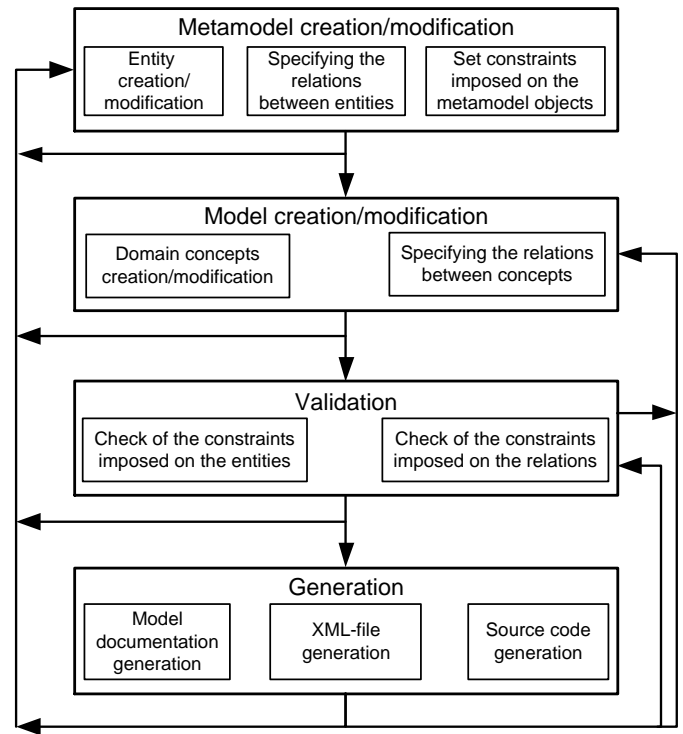 Metamodel creation/modification
Entity
creation/
modification
Specifying the
relations
between entities
Set constraints
imposed on the
metamodel objects
Model creation/modification
Domain concepts
creation/modification
Specifying the relations
between concepts
Validation
Check of the constraints
imposed on the entities
Check of the constraints
imposed on the relations
Generation
Model
documentation
generation
XML-file
generation
Source code
generation